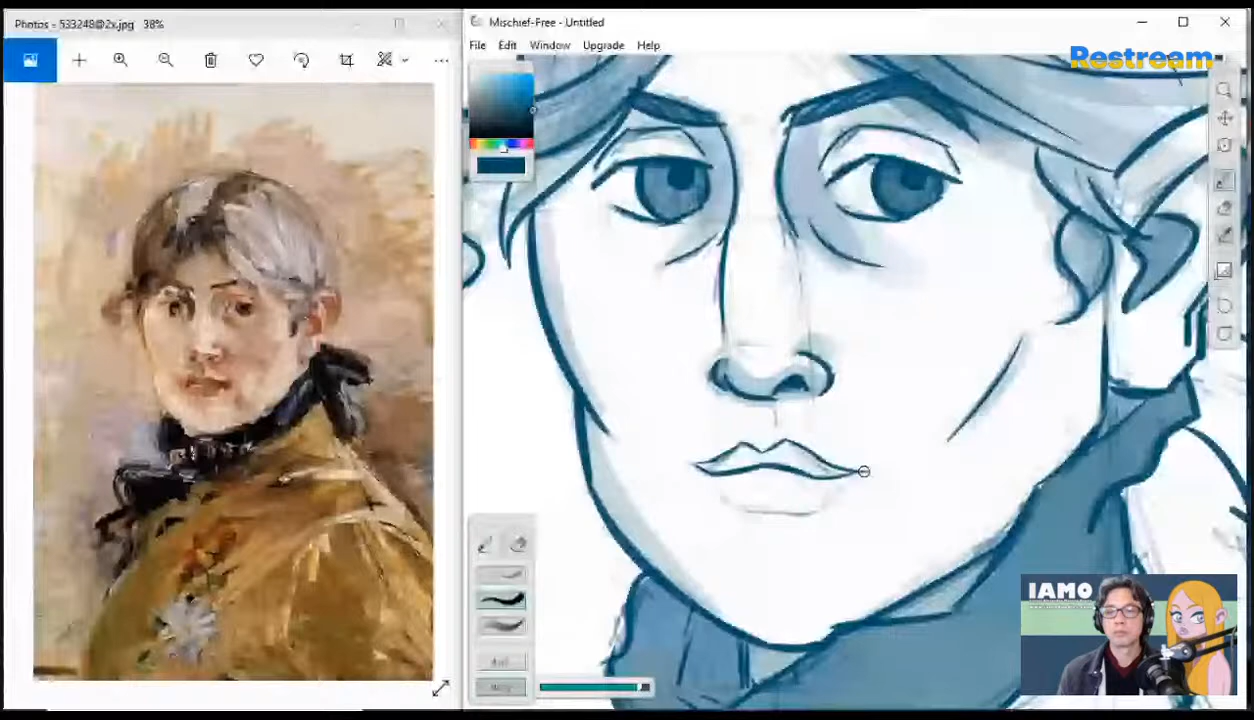 Photos - 533248@2x.jpg 38%
Mischief-Free - Untitled
File Edit Window Upgrade Help
Restream
IAMO